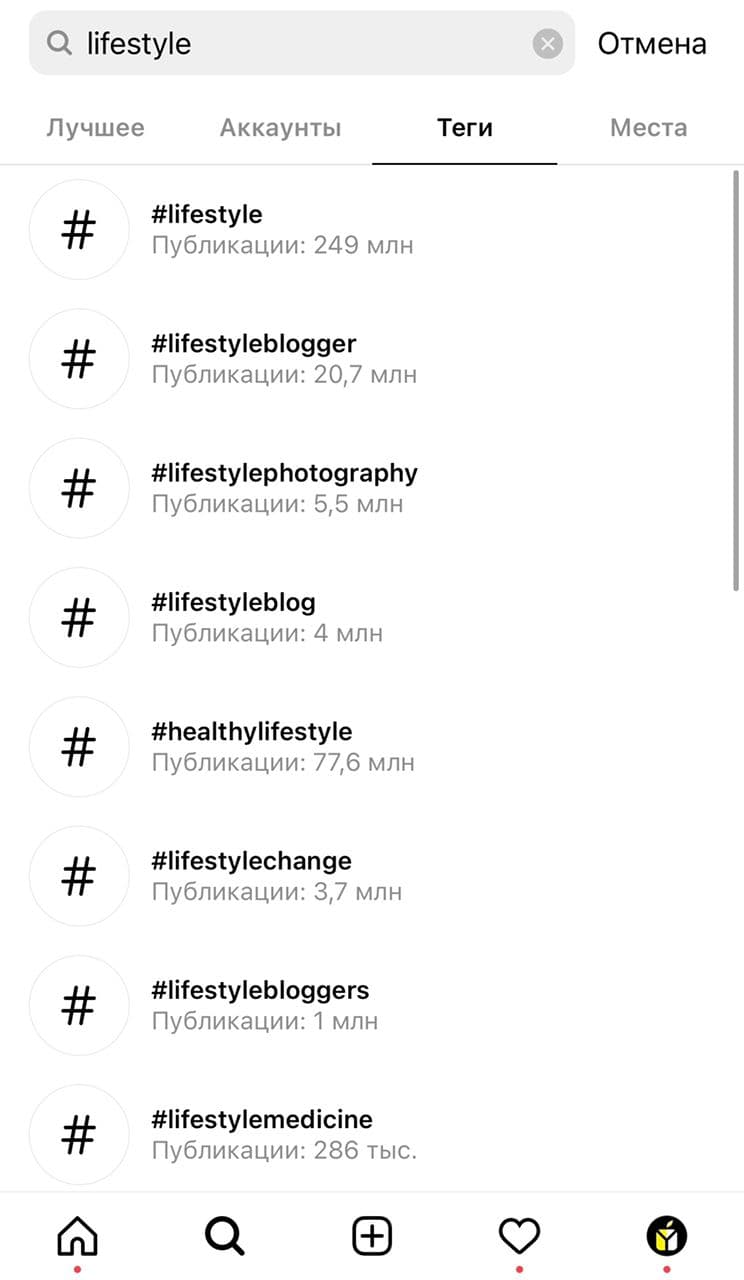 lifestyle
Отмена
Лучшее
Аккаунты
Теги
Места
#lifestyle
Публикации: 249 млн
#lifestyleblogger
Публикации: 20,7 млн
#lifestylephotography
Публикации: 5,5 млн
#lifestyleblog
Публикации: 4 млн
#healthylifestyle
Публикации: 77,6 млн
#lifestylechange
Публикации: 3,7 млн
#lifestylebloggers
Публикации: 1 млн
#lifestylemedicine
Публикации: 286 тыс.